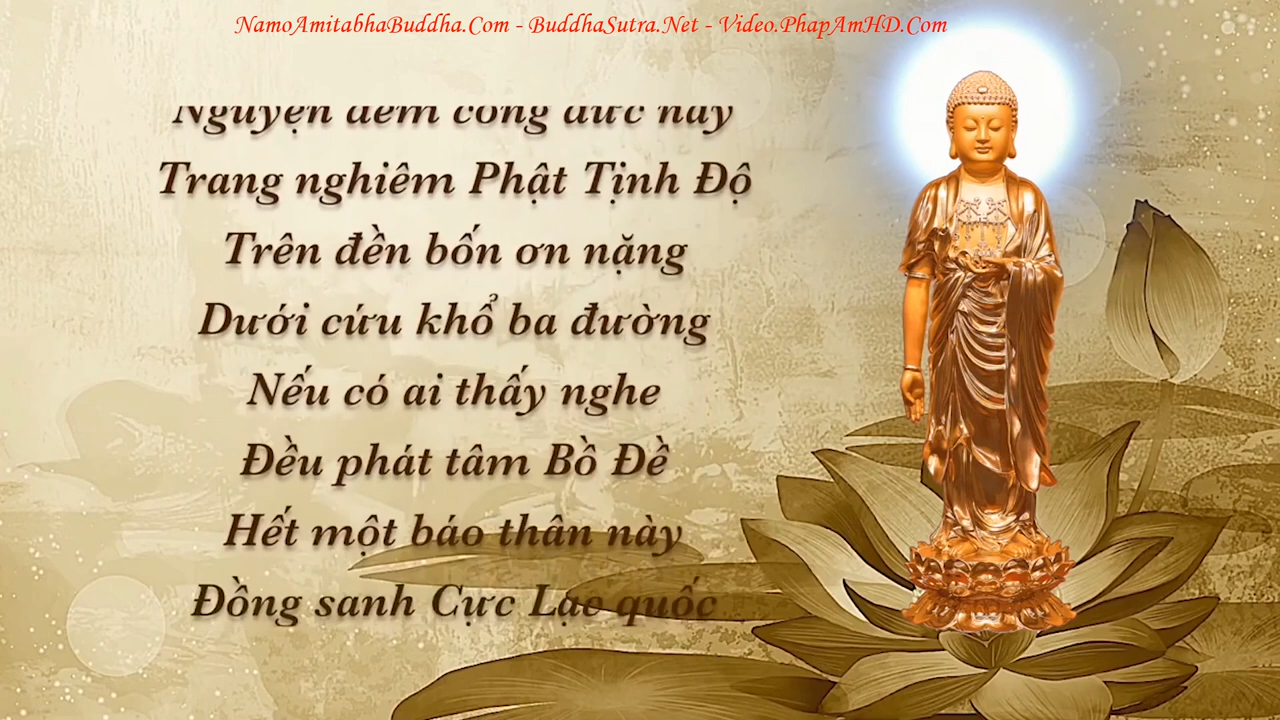 NamoAmitabhaBuddha.Com - BuddhaSutra.Net - Video.PhapAmHD.Com
Nguyện đem công đức này
Trang nghiêm Phật Tịnh Độ
Trên đền bốn ơn nặng
Dưới cứu khổ ba đường
Nếu có ai thấy nghe
Đều phát tâm Bồ Đề
Hết một báo thân này
Đồng sanh Cực Lạc quốc